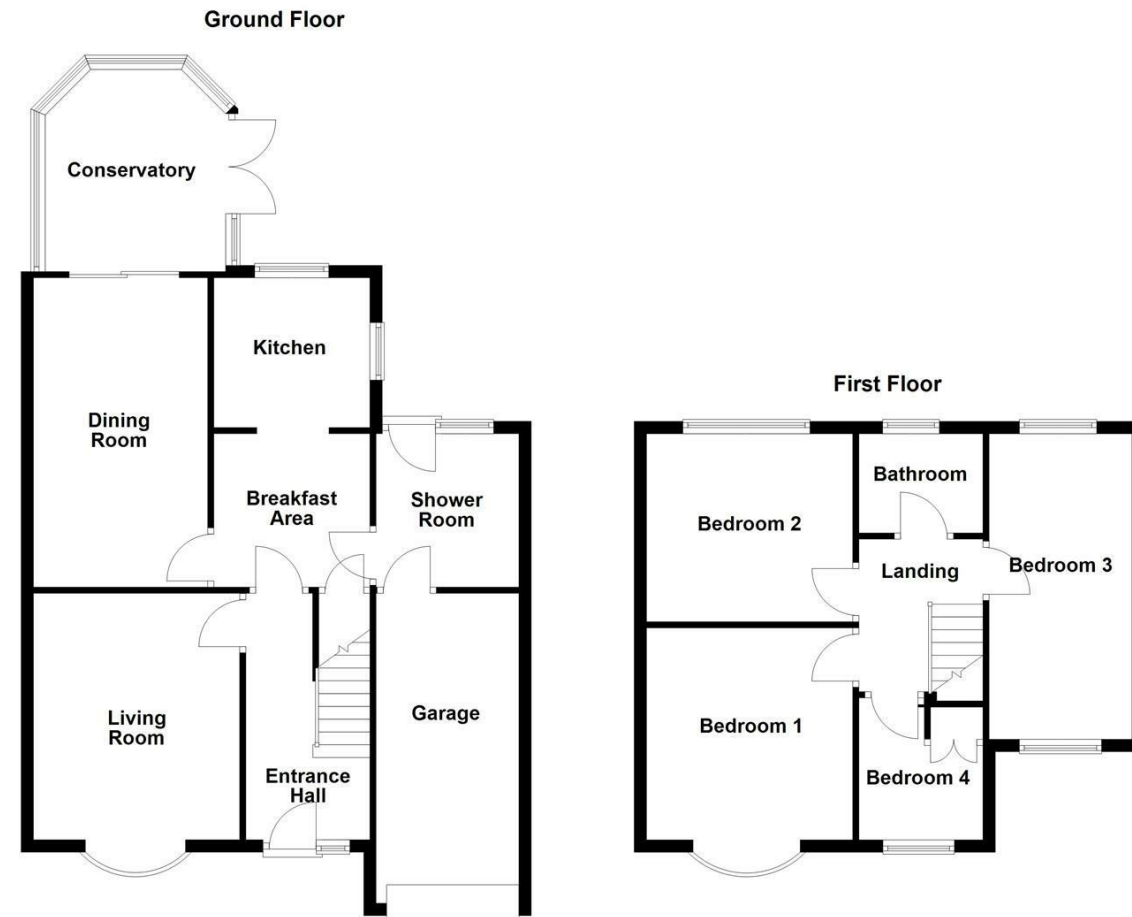 Ground Floor
Conservatory
Kitchen
Dining
Room
Breakfast
Area
Shower
Room
Living
Room
Garage
Entrance
Hall
First Floor
Bathroom
Bedroom 2
Landing
Bedroom 3
Bedroom 1
Bedroom 4